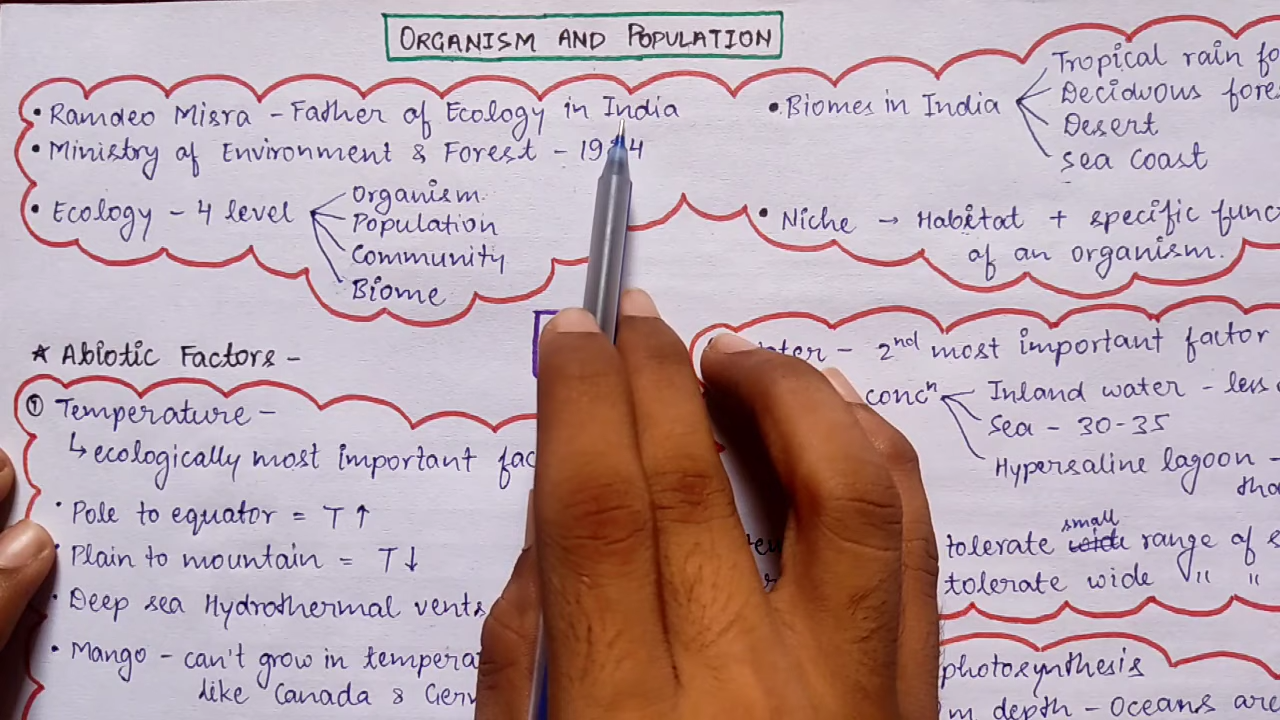 ORGANISM AND POPULATION
• Ramdeo Misra - Father of Ecology in India
• Ministry of Environment & Forest -
• Ecology - 4 level
Organism
Population
Community
Biome
• Biomes in India
Tropical rain
Deciduous
Desert
Sea Coast
• Niche → Habitat + specific
of an organism.
★ Abiotic Factors -
① Temperature -
↳ ecologically most important
• Pole to equator = T ↑
• Plain to mountain = T ↓
• Deep sea Hydrothermal vents
• Mango - can't grow in
like Canada &
- 2nd most important factor
concⁿ
Inland water -
Sea - 30-35
Hypersaline lagoon -
tolerate small range of
tolerate wide " "
photosynthesis
m depth - Oceans are